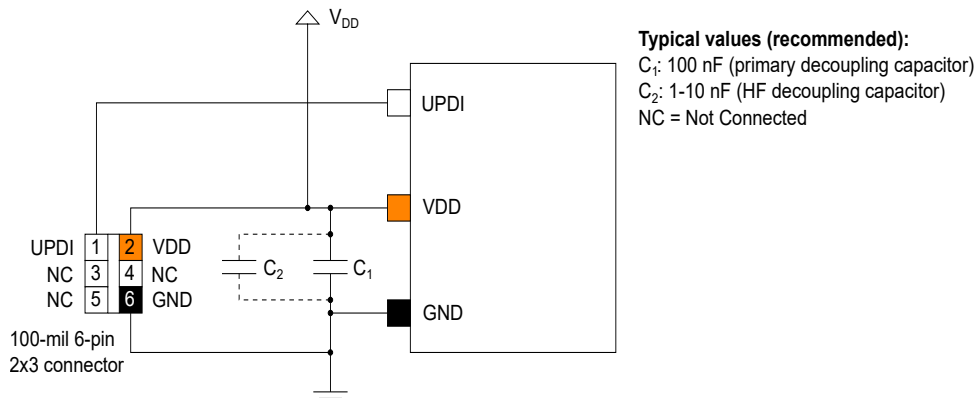 V_DD
Typical values (recommended):
C₁: 100 nF (primary decoupling capacitor)
C₂: 1-10 nF (HF decoupling capacitor)
NC = Not Connected
UPDI
VDD
UPDI 1 2 VDD
NC 3 4 NC
NC 5 6 GND
C₂
C₁
GND
100-mil 6-pin
2x3 connector